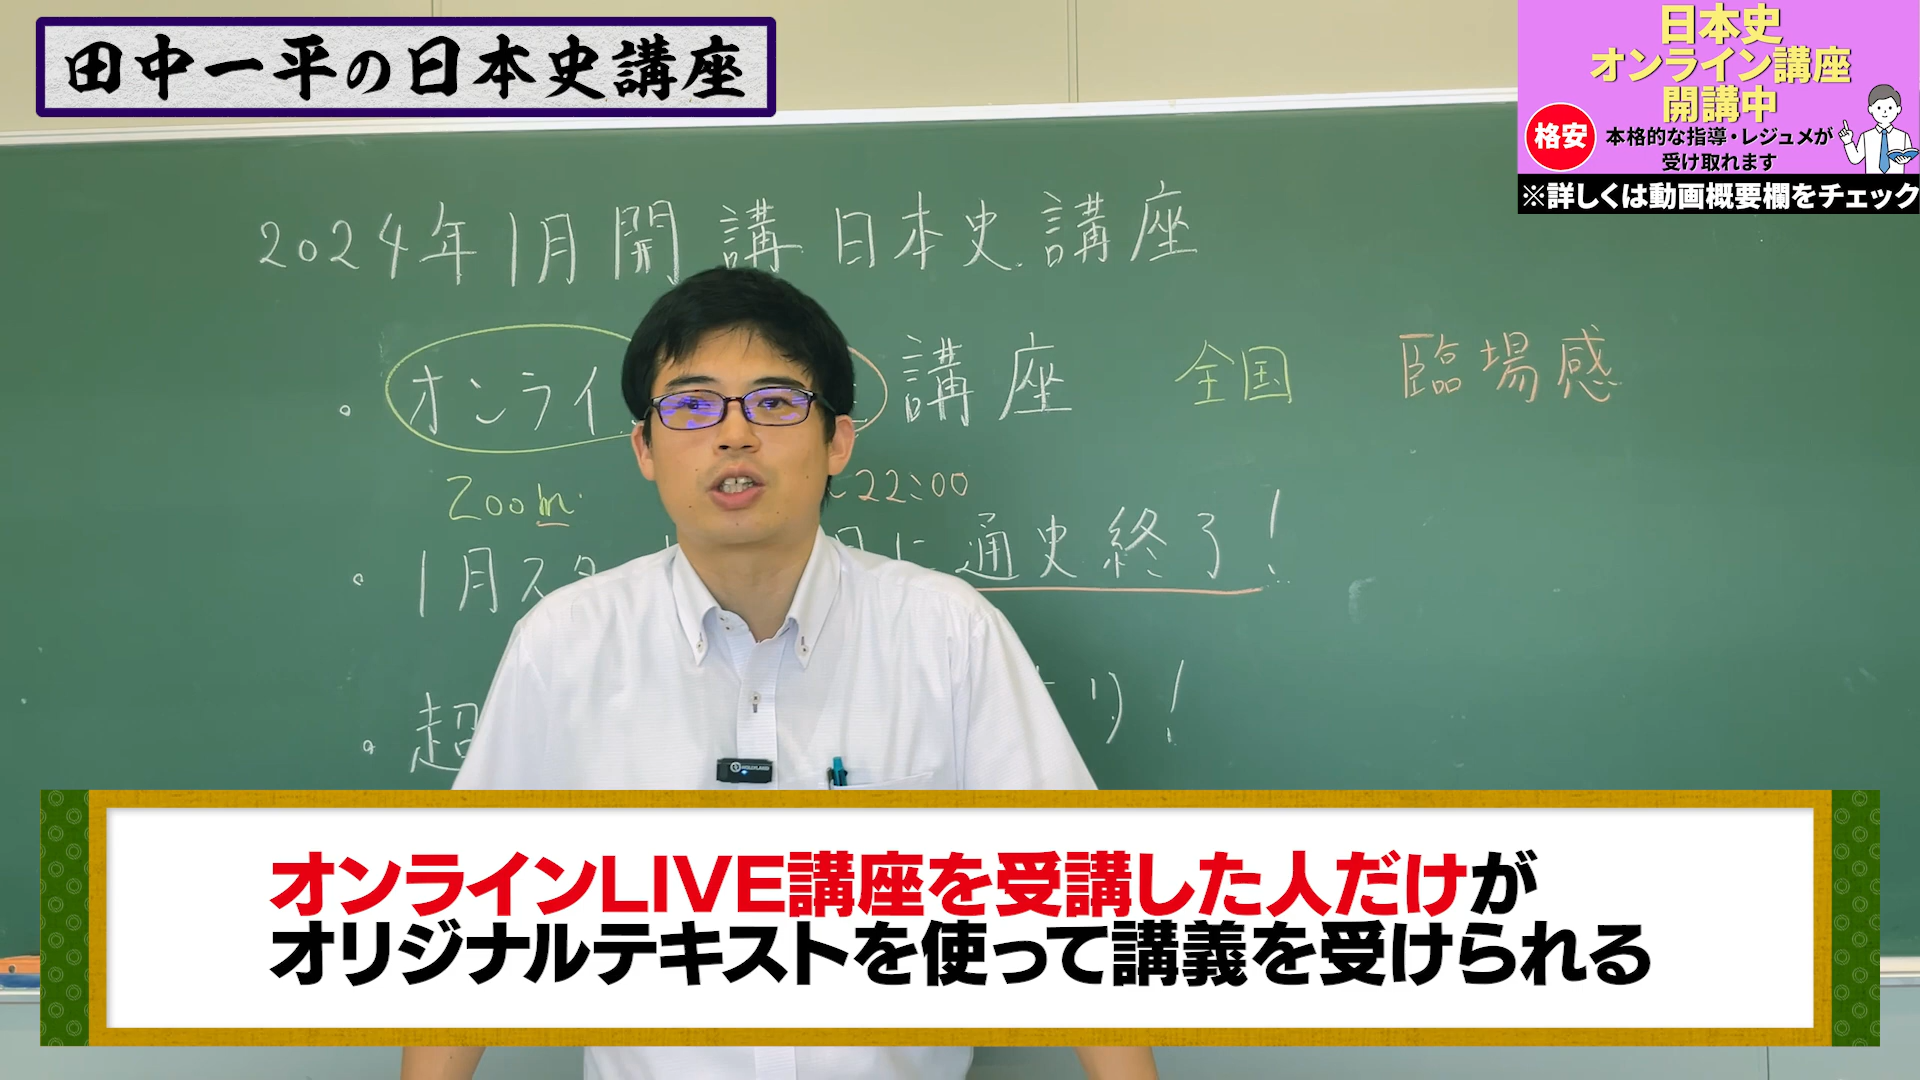 田中一平の日本史講座
日本史
オンライン講座
開講中
格安
本格的な指導・レジュメが
受け取れます
※詳しくは動画概要欄をチェック
2024年1月開講 日本史講座
・オンライ 講座 全国 臨場感
Zoom 22:00
・1月スタ 月に通史終了!
・超 り!
オンラインLIVE講座を受講した人だけが
オリジナルテキストを使って講義を受けられる